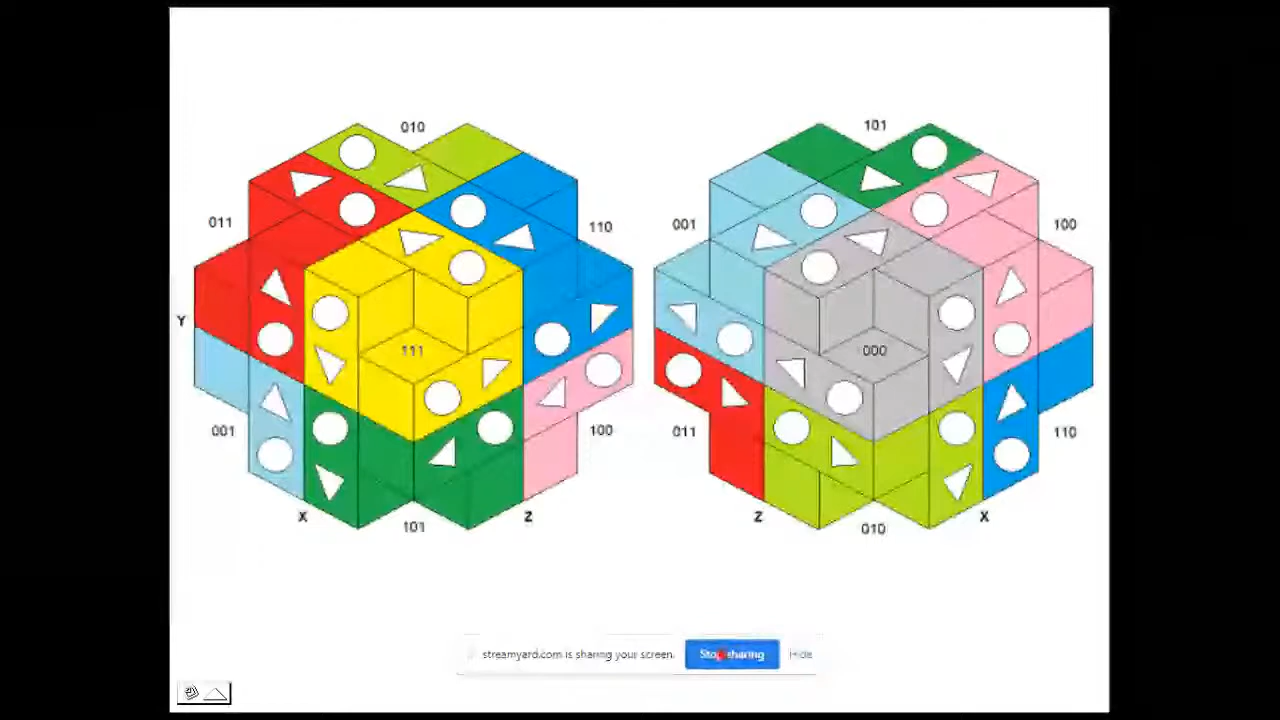 010
101
011
110
001
100
Y
111
000
001
100
011
110
X
Z
Z
X
101
010
streamyard.com is sharing your screen.
Stop sharing
Hide